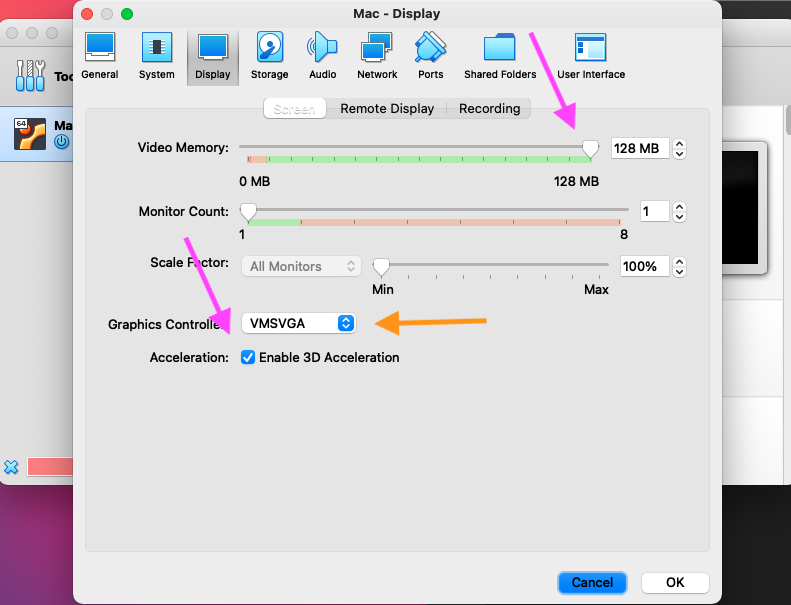 Mac - Display
General System Display Storage Audio Network Ports Shared Folders User Interface
Screen Remote Display Recording
Video Memory: 128 MB
0 MB 128 MB
Monitor Count: 1
1 8
Scale Factor: All Monitors 100%
Min Max
Graphics Controller: VMSVGA
Acceleration: Enable 3D Acceleration
Cancel OK
64